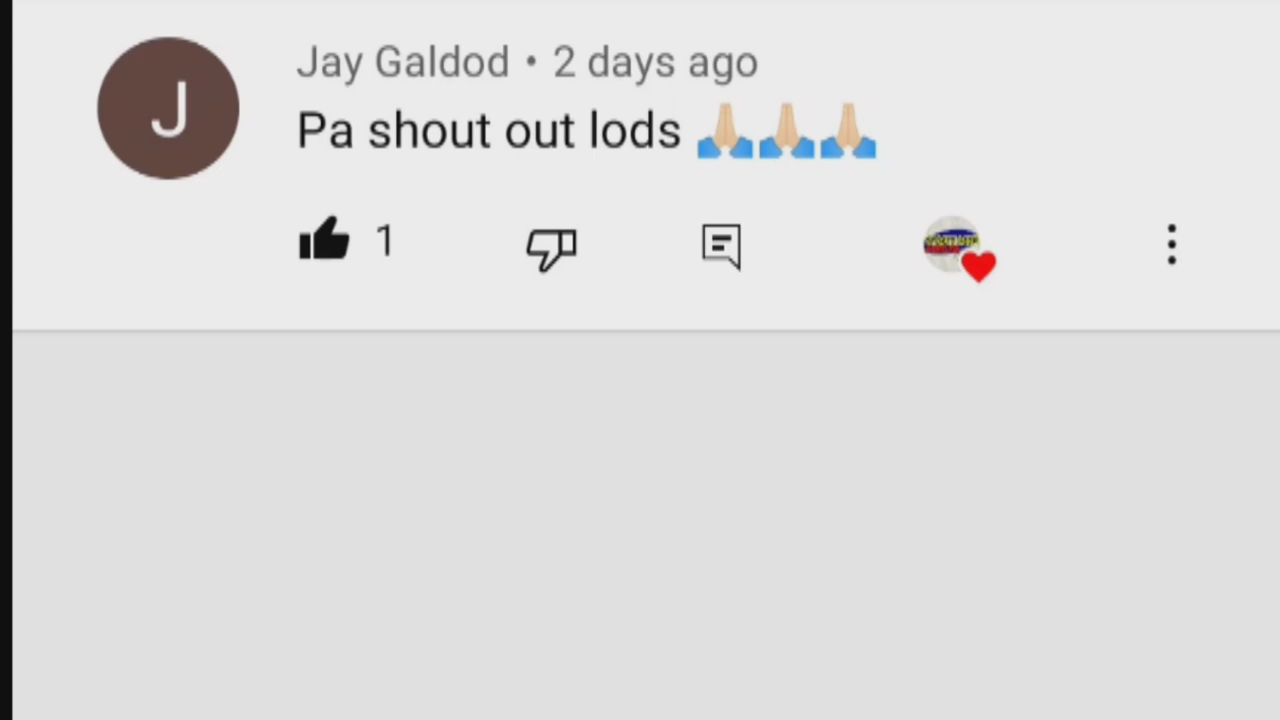 J
Jay Galdod • 2 days ago
Pa shout out lods 🙏🏼🙏🏼🙏🏼
1